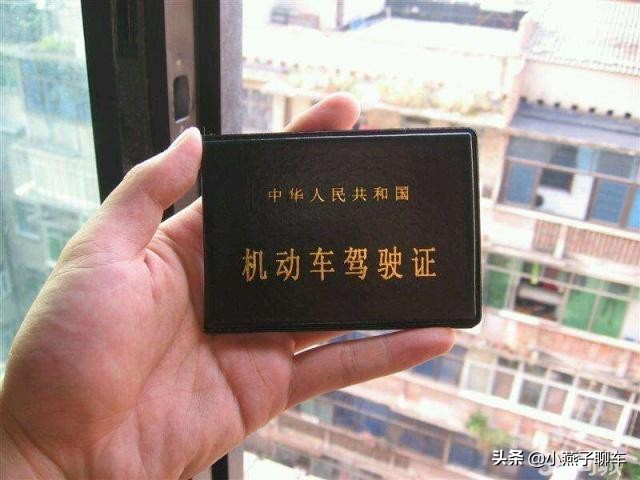 中华人民共和国
机动车驾驶证
头条 @小燕子聊车